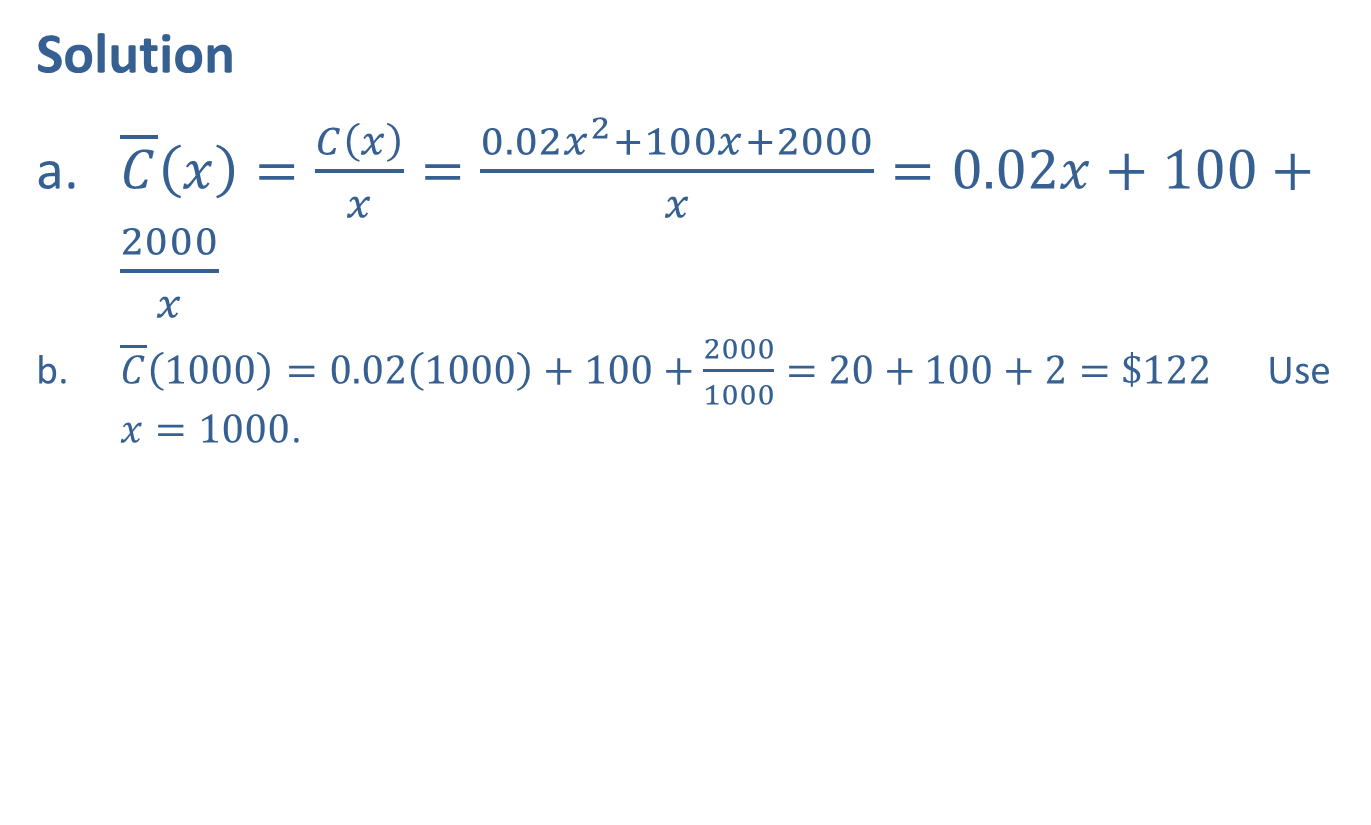 Solution
a. C̅(x) = C(x)/x = 0.02x²+100x+2000/x = 0.02x + 100 +
2000/x
b. C̅(1000) = 0.02(1000) + 100 + 2000/1000 = 20 + 100 + 2 = $122 Use
x = 1000.